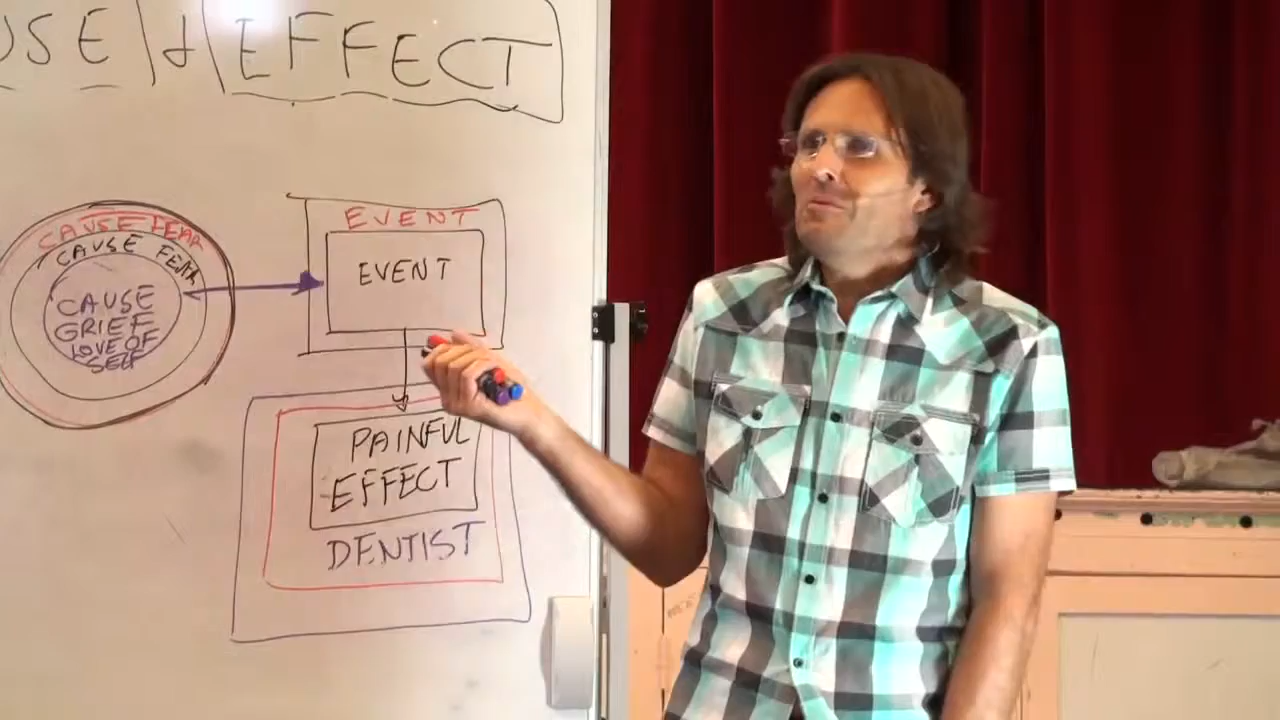 USE & EFFECT
CAUSE FEAR
CAUSE FEAR
CAUSE
GRIEF
LOVE OF
SELF
EVENT
EVENT
PAINFUL
EFFECT
DENTIST